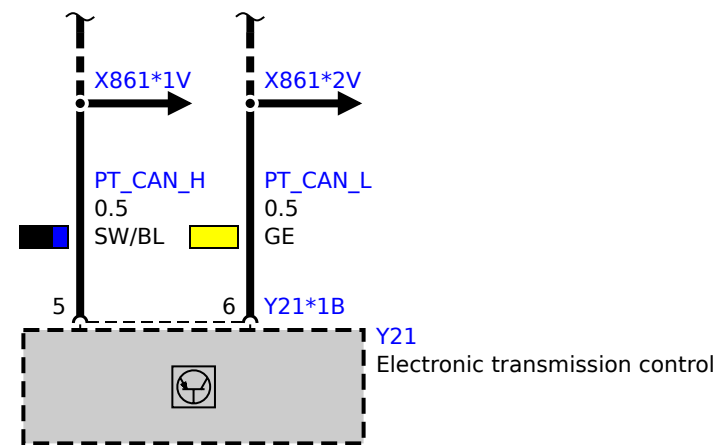 X861*1V
X861*2V
PT_CAN_H
0.5
SW/BL
PT_CAN_L
0.5
GE
5
6
Y21*1B
Y21
Electronic transmission control